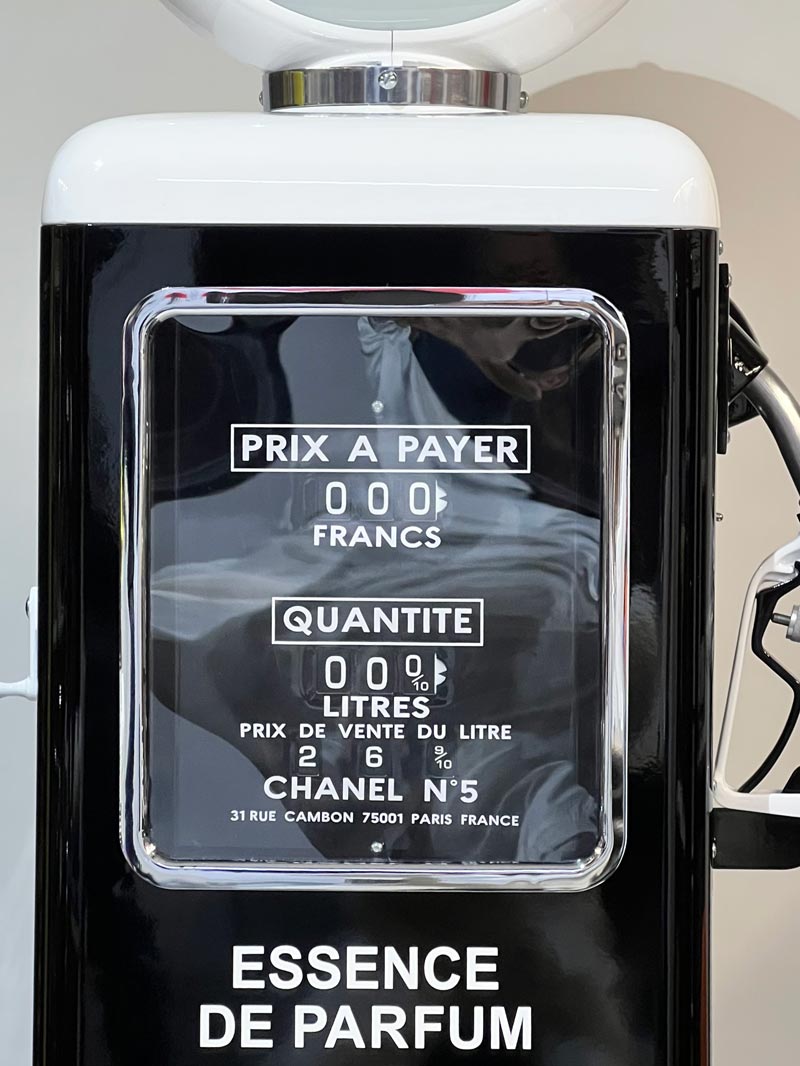 PRIX A PAYER
000
FRANCS
QUANTITE
00 0/10
LITRES
PRIX DE VENTE DU LITRE
2 6 9/10
CHANEL N°5
31 RUE CAMBON 75001 PARIS FRANCE
ESSENCE
DE PARFUM